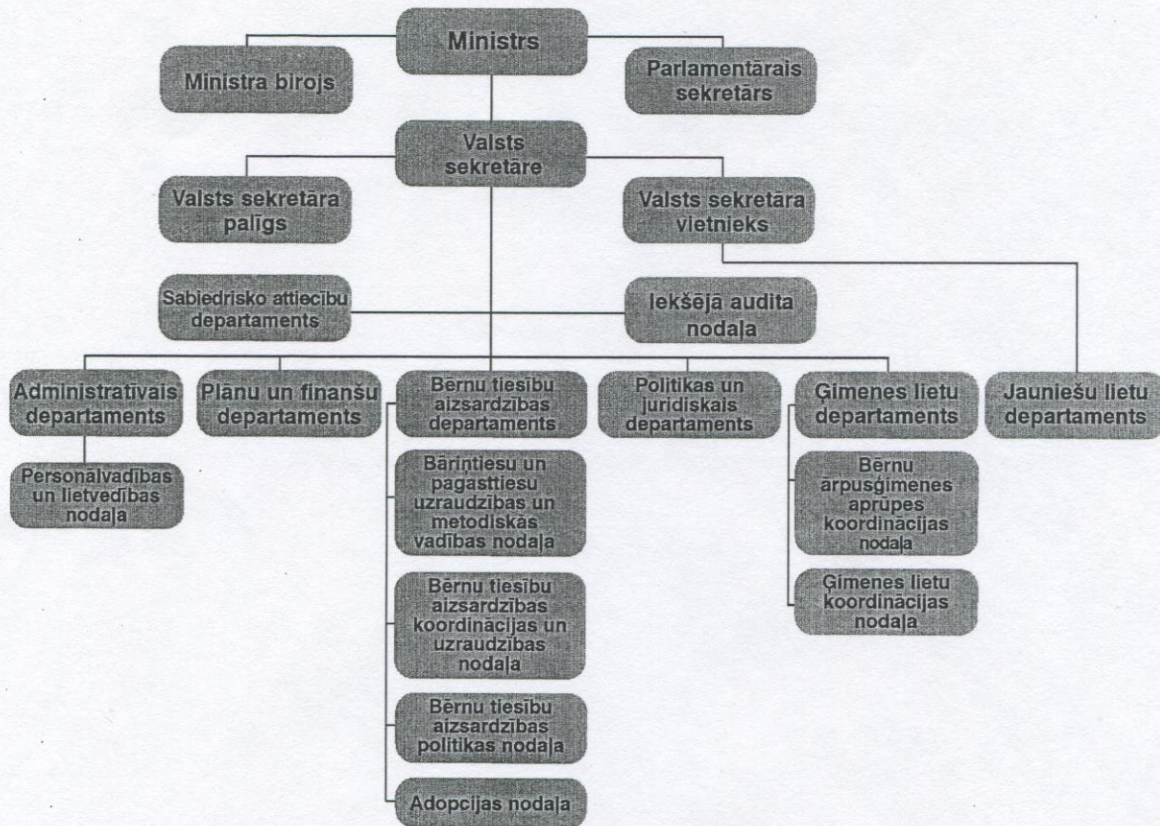 Ministrs
Ministra birojs
Parlamentārais
sekretārs
Valsts
sekretāre
Valsts sekretāra
palīgs
Valsts sekretāra
vietnieks
Sabiedrisko attiecību
departaments
Iekšējā audita
nodaļa
Administratīvais
departaments
Plānu un finanšu
departaments
Bērnu tiesību
aizsardzības
departaments
Politikas un
juridiskais
departaments
Ģimenes lietu
departaments
Jauniešu lietu
departaments
Personālvadības
un lietvedības
nodaļa
Bāriņtiesu un
pagasttiesu
uzraudzības un
metodiskās
vadības nodaļa
Bērnu tiesību
aizsardzības
koordinācijas un
uzraudzības
nodaļa
Bērnu tiesību
aizsardzības
politikas nodaļa
Adopcijas nodaļa
Bērnu
ārpusģimenes
aprūpes
koordinācijas
nodaļa
Ģimenes lietu
koordinācijas
nodaļa